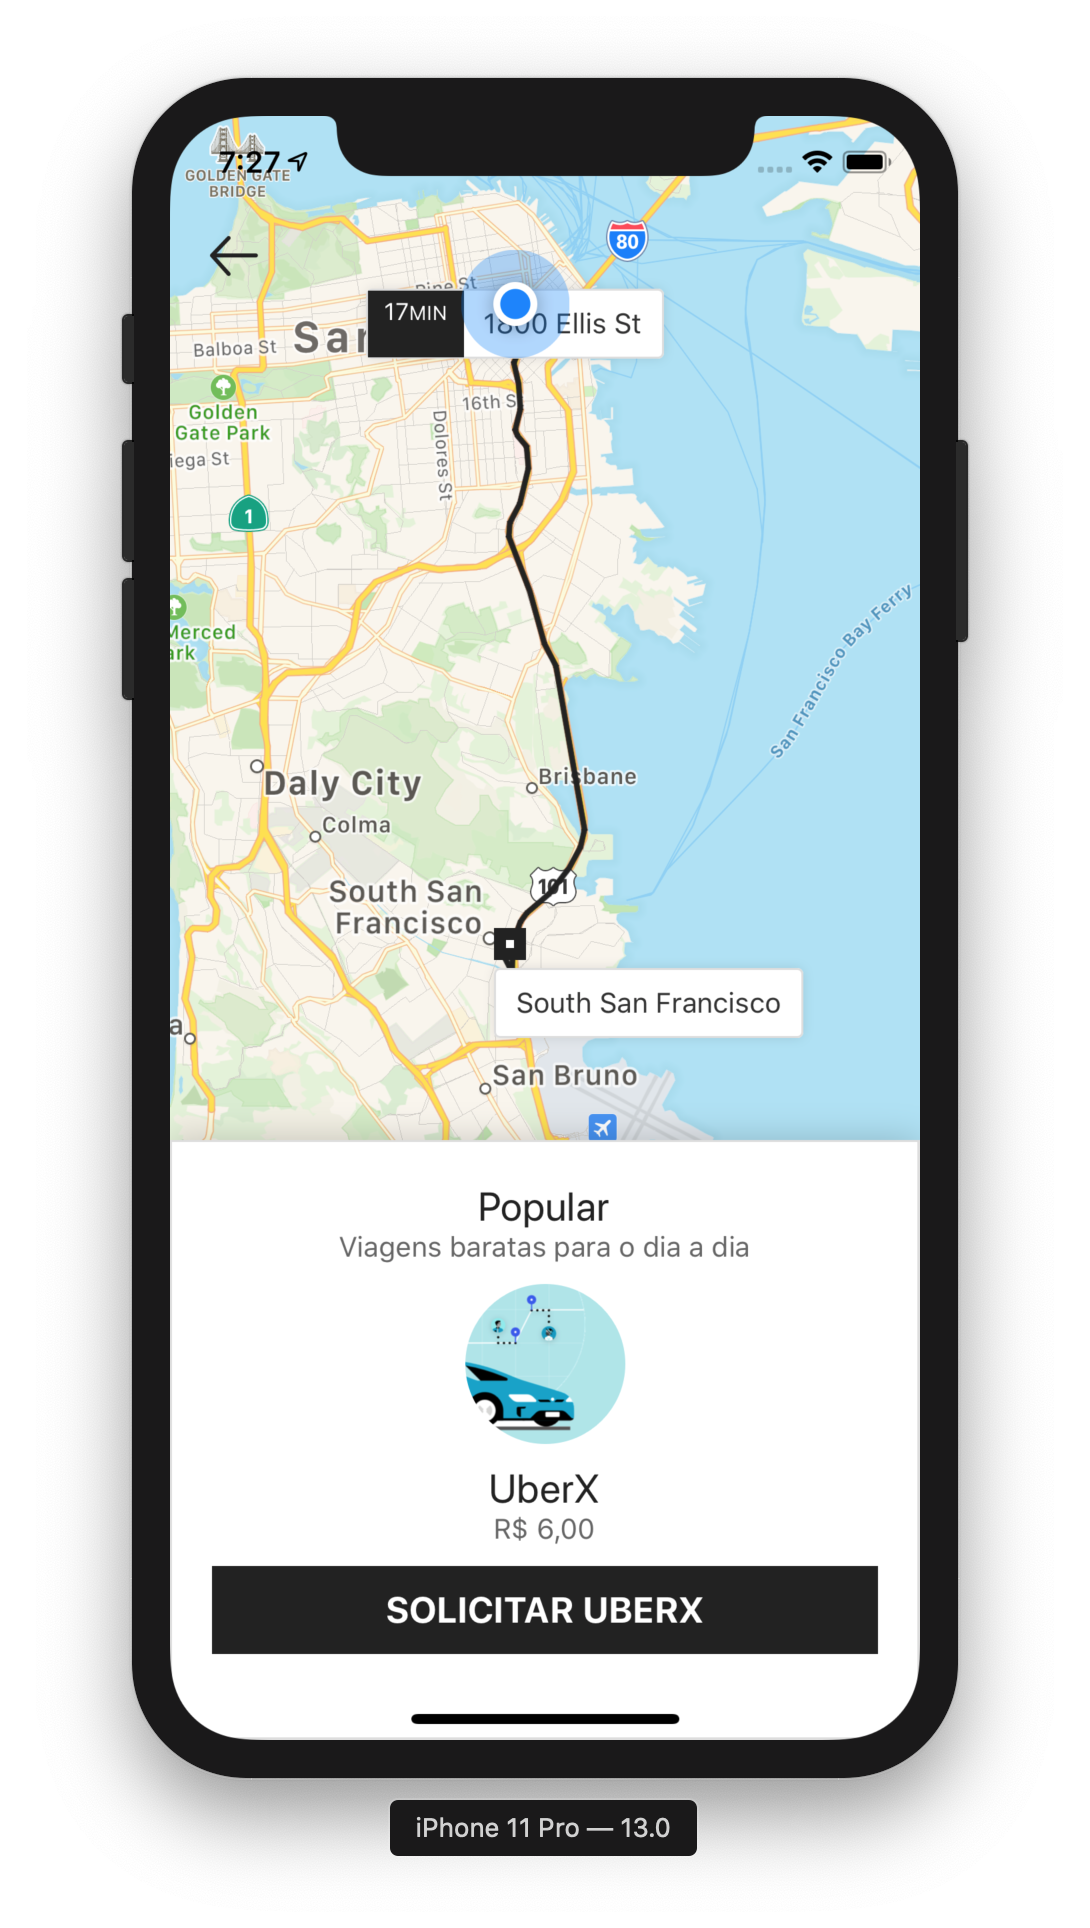 7:27
GOLDEN GATE
BRIDGE
80
Pine St
17MIN
1800 Ellis St
Balboa St
Golden
Gate Park
16th S
Dolores St
iega St
1
Merced
ark
San Francisco Bay Ferry
Daly City
Brisbane
Colma
101
South San
Francisco
South San Francisco
a
San Bruno
Popular
Viagens baratas para o dia a dia
UberX
R$ 6,00
SOLICITAR UBERX
iPhone 11 Pro — 13.0